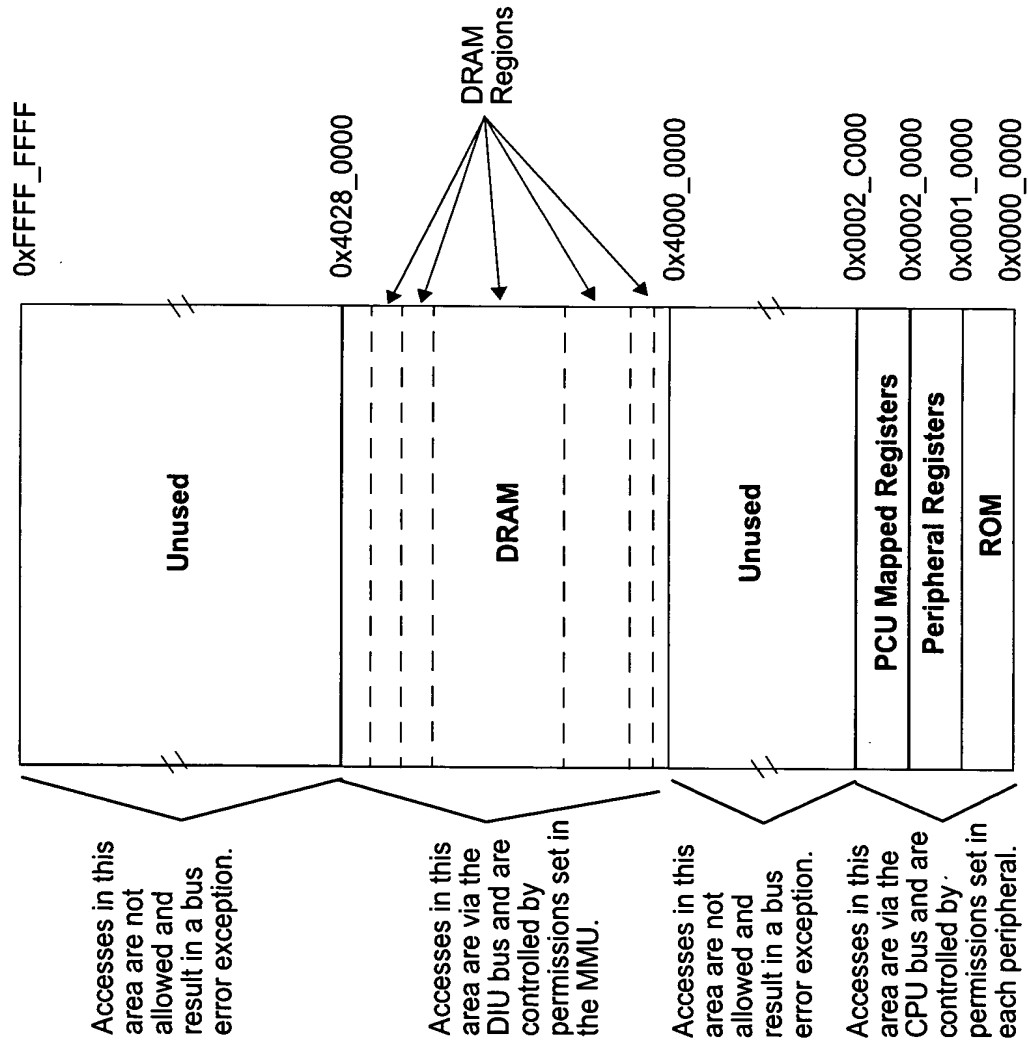 0xFFFF_FFFF
Accesses in this
area are not
allowed and
result in a bus
error exception.
Unused
0x4028_0000
Accesses in this
area are via the
DIU bus and are
controlled by
permissions set in
the MMU.
DRAM
DRAM
Regions
0x4000_0000
Accesses in this
area are not
allowed and
result in a bus
error exception.
Unused
0x0002_C000
Accesses in this
area are via the
CPU bus and are
controlled by
permissions set in
each peripheral.
PCU Mapped Registers
0x0002_0000
Peripheral Registers
0x0001_0000
ROM
0x0000_0000